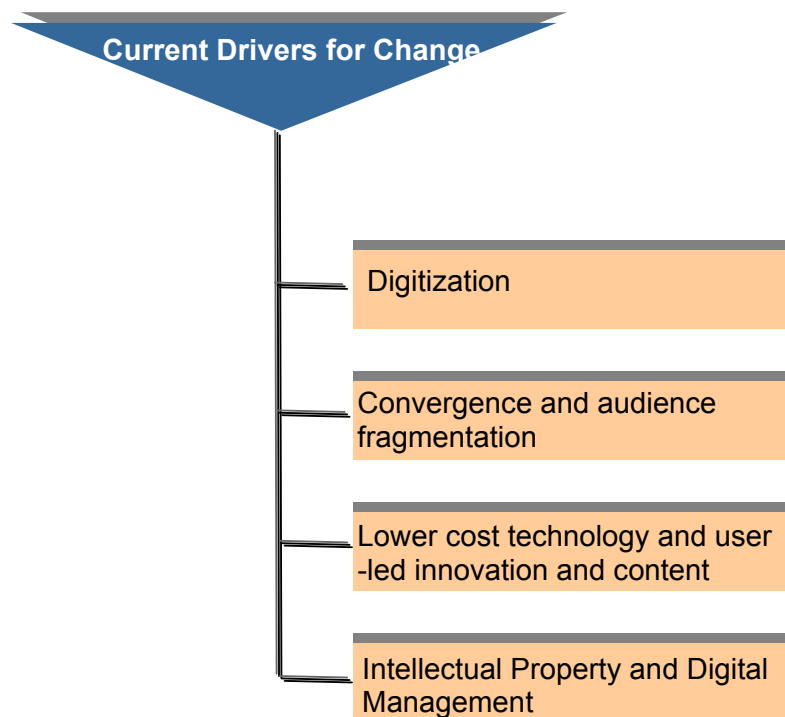 Current Drivers for Change
Digitization
Convergence and audience
fragmentation
Lower cost technology and user
-led innovation and content
Intellectual Property and Digital
Management